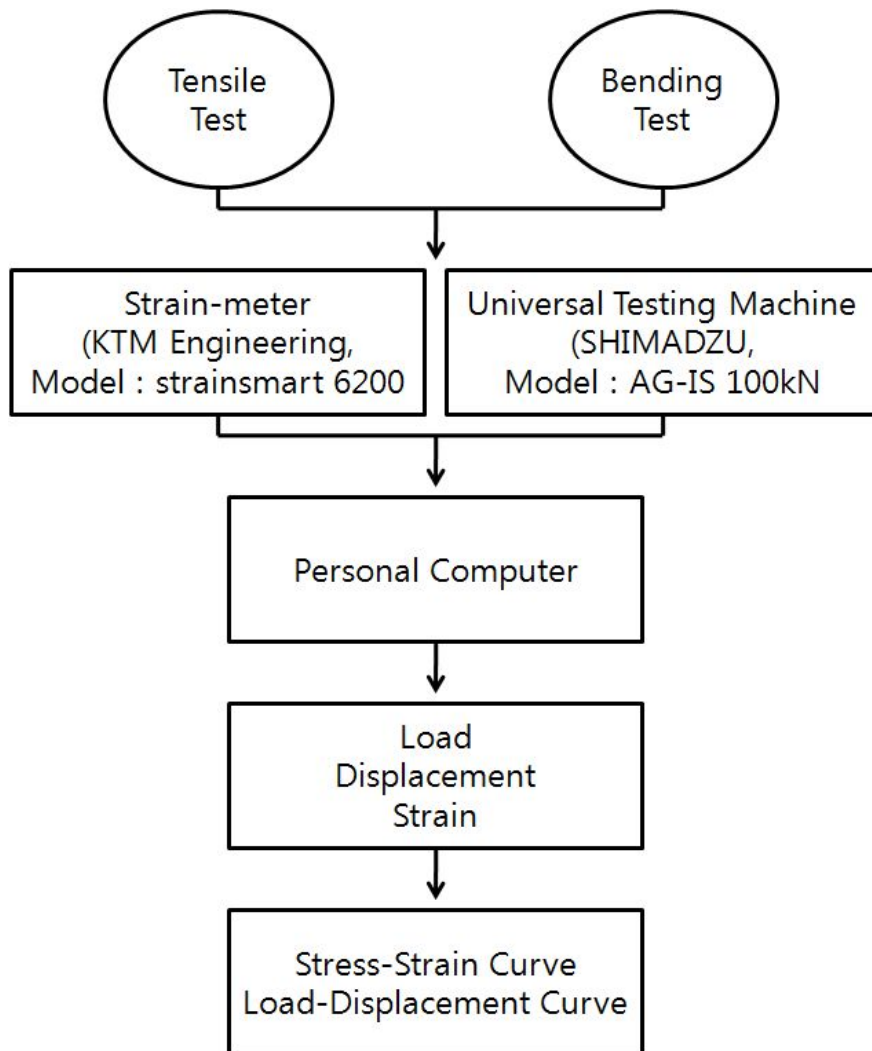 Tensile
Test
Bending
Test
Strain-meter
(KTM Engineering,
Model : strainsmart 6200
Universal Testing Machine
(SHIMADZU,
Model : AG-IS 100kN
Personal Computer
Load
Displacement
Strain
Stress-Strain Curve
Load-Displacement Curve